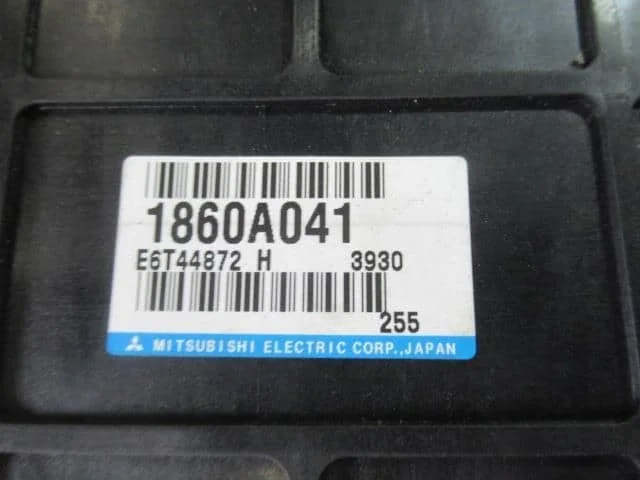 1860A041
E6T44872 H 3930
255
MITSUBISHI ELECTRIC CORP.,JAPAN